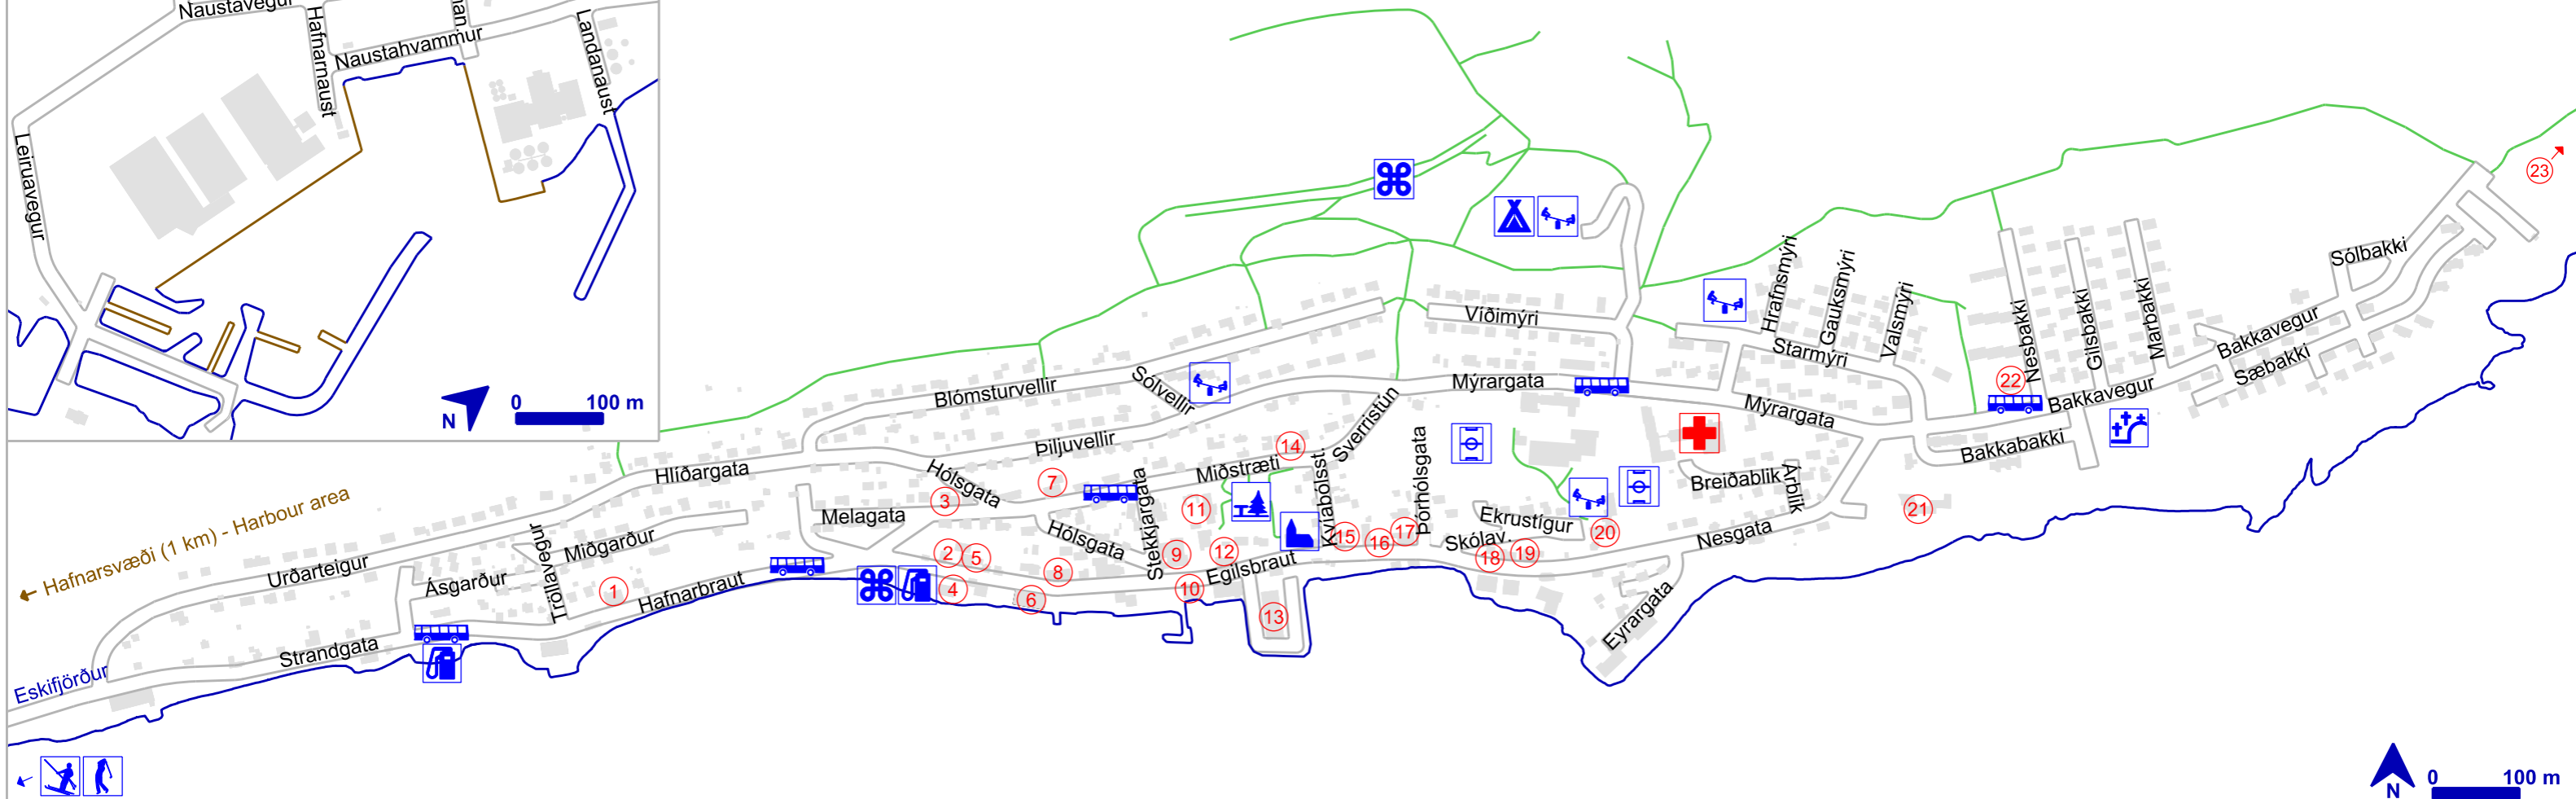 Naustavegur
Hafnarnaust
Naustahvammur
Landanaust
Leiruavegur
N
0 100 m
23
Sólbakki
Hrafnsmýri
Gauksmýri
Valsmýri
Víðimýri
Starmýri
Nesbakki
Gilsbakki
Marbakki
Bakkavegur
Sæbakki
Blómsturvellir
Sólvellir
Mýrargata
22
Bakkavegur
Mýrargata
Sverristún
Þiljuvellir
14
Bakkabakki
Hlíðargata
Hólsgata
7
Miðstræti
Þórhólsgata
Breiðablik
Árblik
Stekkjargata
3
11
21
Melagata
Hólsgata
Ekrustígur
Skólav.
20
Nesgata
15
16
17
Hafnarsvæði (1 km) - Harbour area
Tröllavegur
Miðgarður
2
5
9
12
18
19
Urðarteigur
Ásgarður
1
Hafnarbraut
4
8
6
10
Egilsbraut
13
Eyrargata
Strandgata
Eskifjörður
N
0 100 m